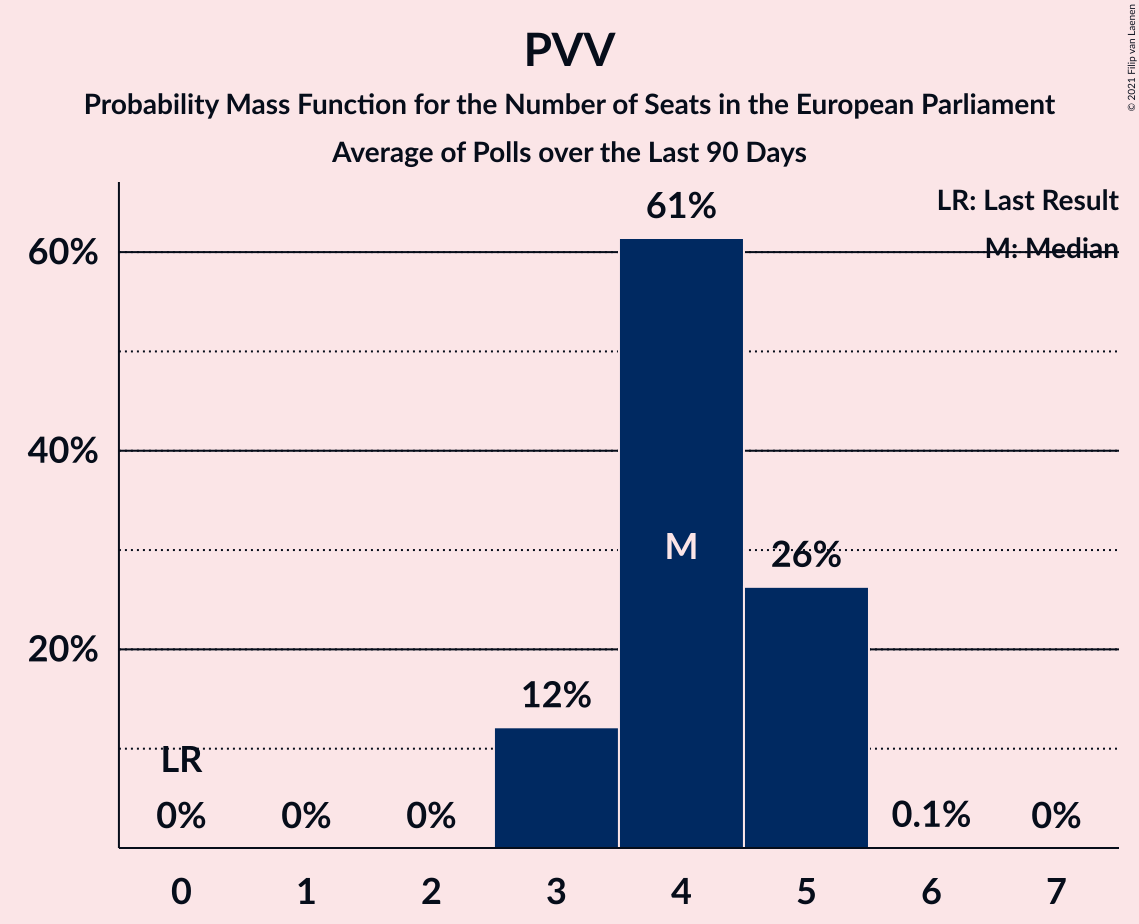 PVV
Probability Mass Function for the Number of Seats in the European Parliament
Average of Polls over the Last 90 Days
© 2021 Filip van Laenen
LR: Last Result
M: Median
60%
40%
20%
61%
M
26%
12%
LR
0%
0%
0%
0.1%
0%
0
1
2
3
4
5
6
7